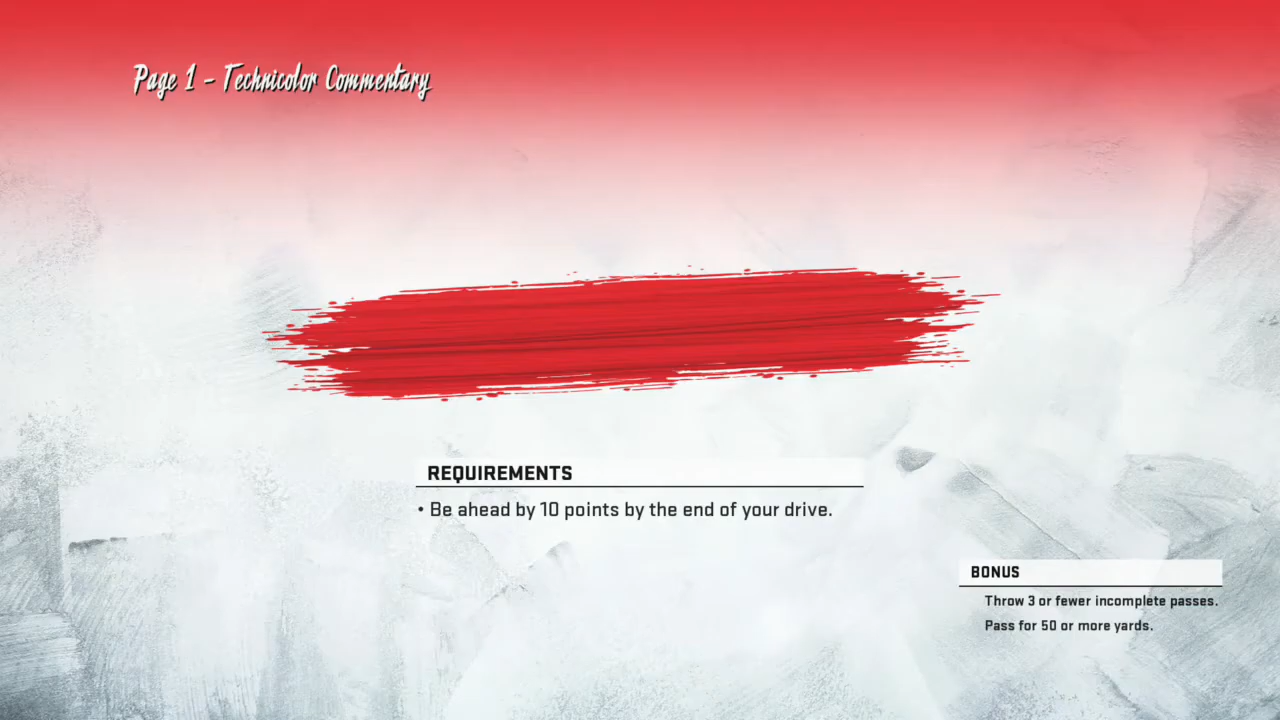 Page 1 - Technicolor Commentary
REQUIREMENTS
• Be ahead by 10 points by the end of your drive.
BONUS
Throw 3 or fewer incomplete passes.
Pass for 50 or more yards.